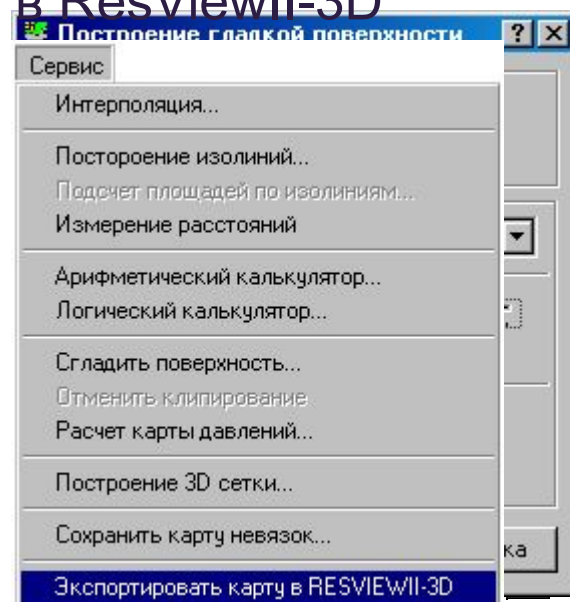 в ResViewII-3D
Построение гладкой поверхности
Сервис
Интерполяция...
Постороение изолиний...
Подсчет площадей по изолиниям...
Измерение расстояний
Арифметический калькулятор...
Логический калькулятор...
Сгладить поверхность...
Отменить клипирование
Расчет карты давлений...
Построение 3D сетки...
Сохранить карту невязок...
ка
Экспортировать карту в RESVIEWII-3D